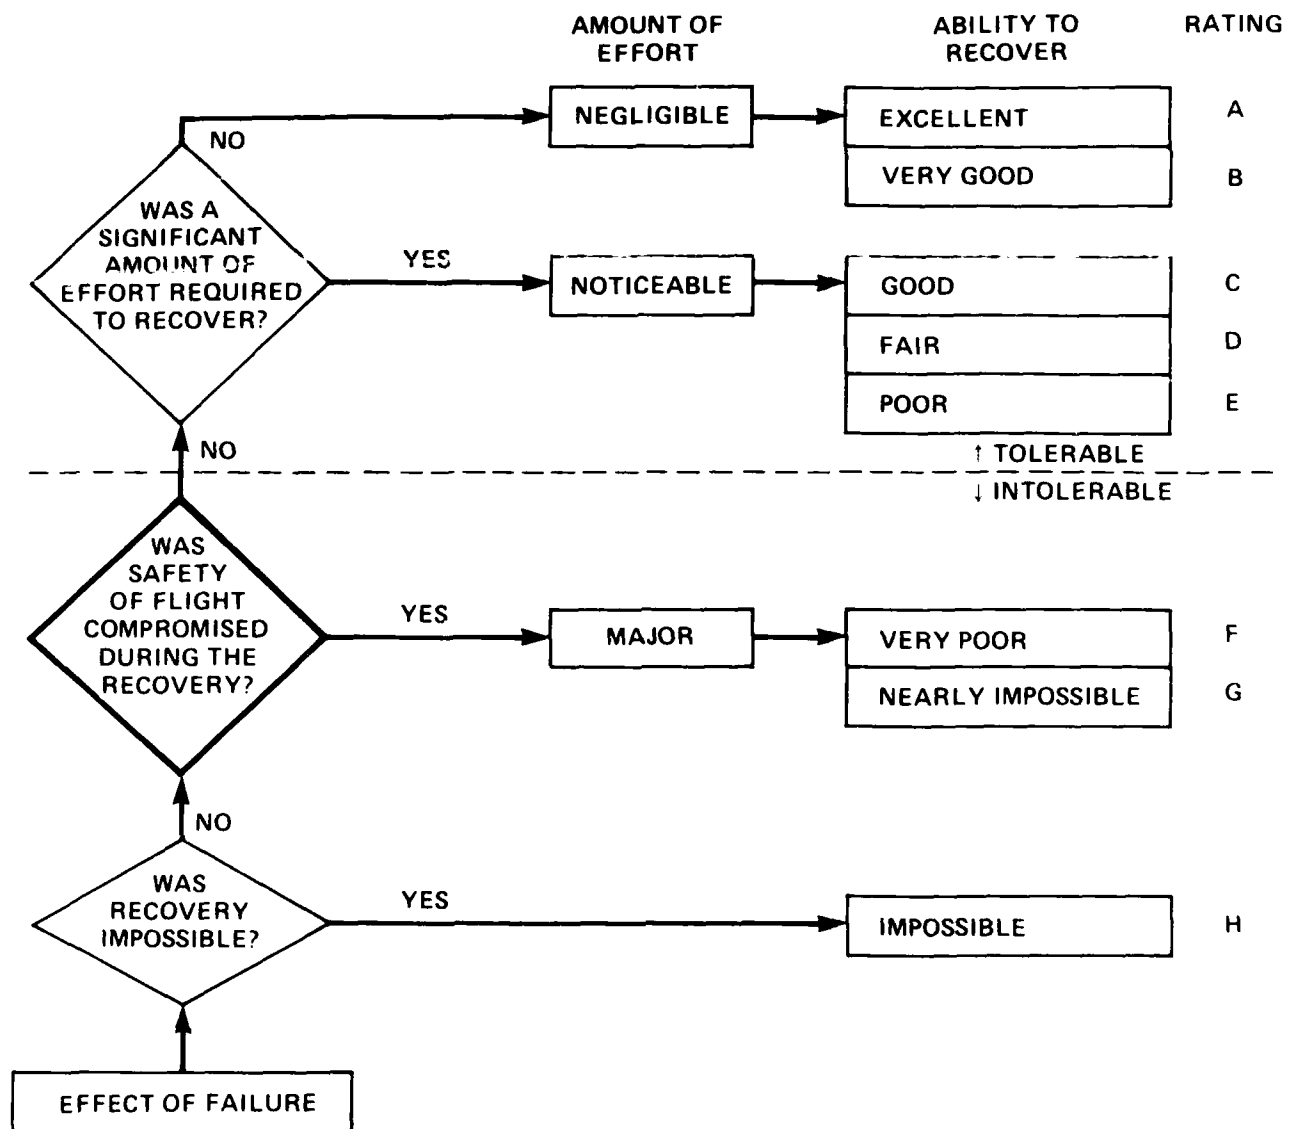 AMOUNT OF
EFFORT
ABILITY TO
RECOVER
RATING
NEGLIGIBLE
EXCELLENT
A
NO
VERY GOOD
B
WAS A
SIGNIFICANT
AMOUNT OF
EFFORT REQUIRED
TO RECOVER?
YES
NOTICEABLE
GOOD
C
FAIR
D
POOR
E
NO
↑ TOLERABLE
↓ INTOLERABLE
WAS
SAFETY
OF FLIGHT
COMPROMISED
DURING THE
RECOVERY?
YES
MAJOR
VERY POOR
F
NEARLY IMPOSSIBLE
G
NO
WAS
RECOVERY
IMPOSSIBLE?
YES
IMPOSSIBLE
H
EFFECT OF FAILURE